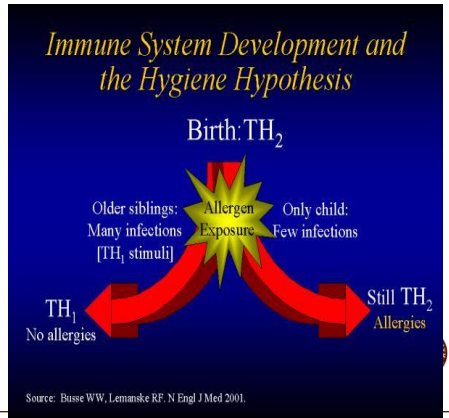 Immune System Development and
the Hygiene Hypothesis
Birth:TH₂
Older siblings:
Many infections
[TH₁ stimuli]
Allergen
Exposure
Only child:
Few infections
TH₁
No allergies
Still TH₂
Allergies
Source: Busse WW, Lemanske RF. N Engl J Med 2001.